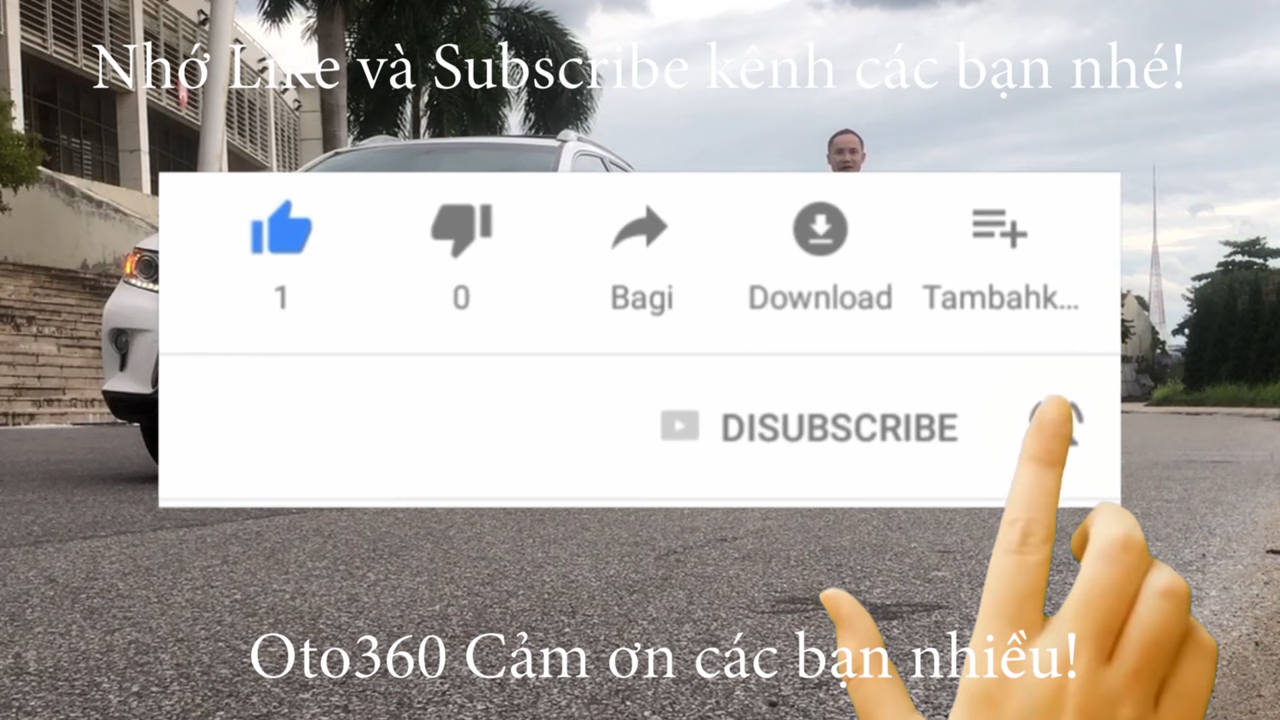 Nhớ Like và Subscribe kênh các bạn nhé!
1 0 Bagi Download Tambahk...
DISUBSCRIBE
Oto360 Cảm ơn các bạn nhiều!